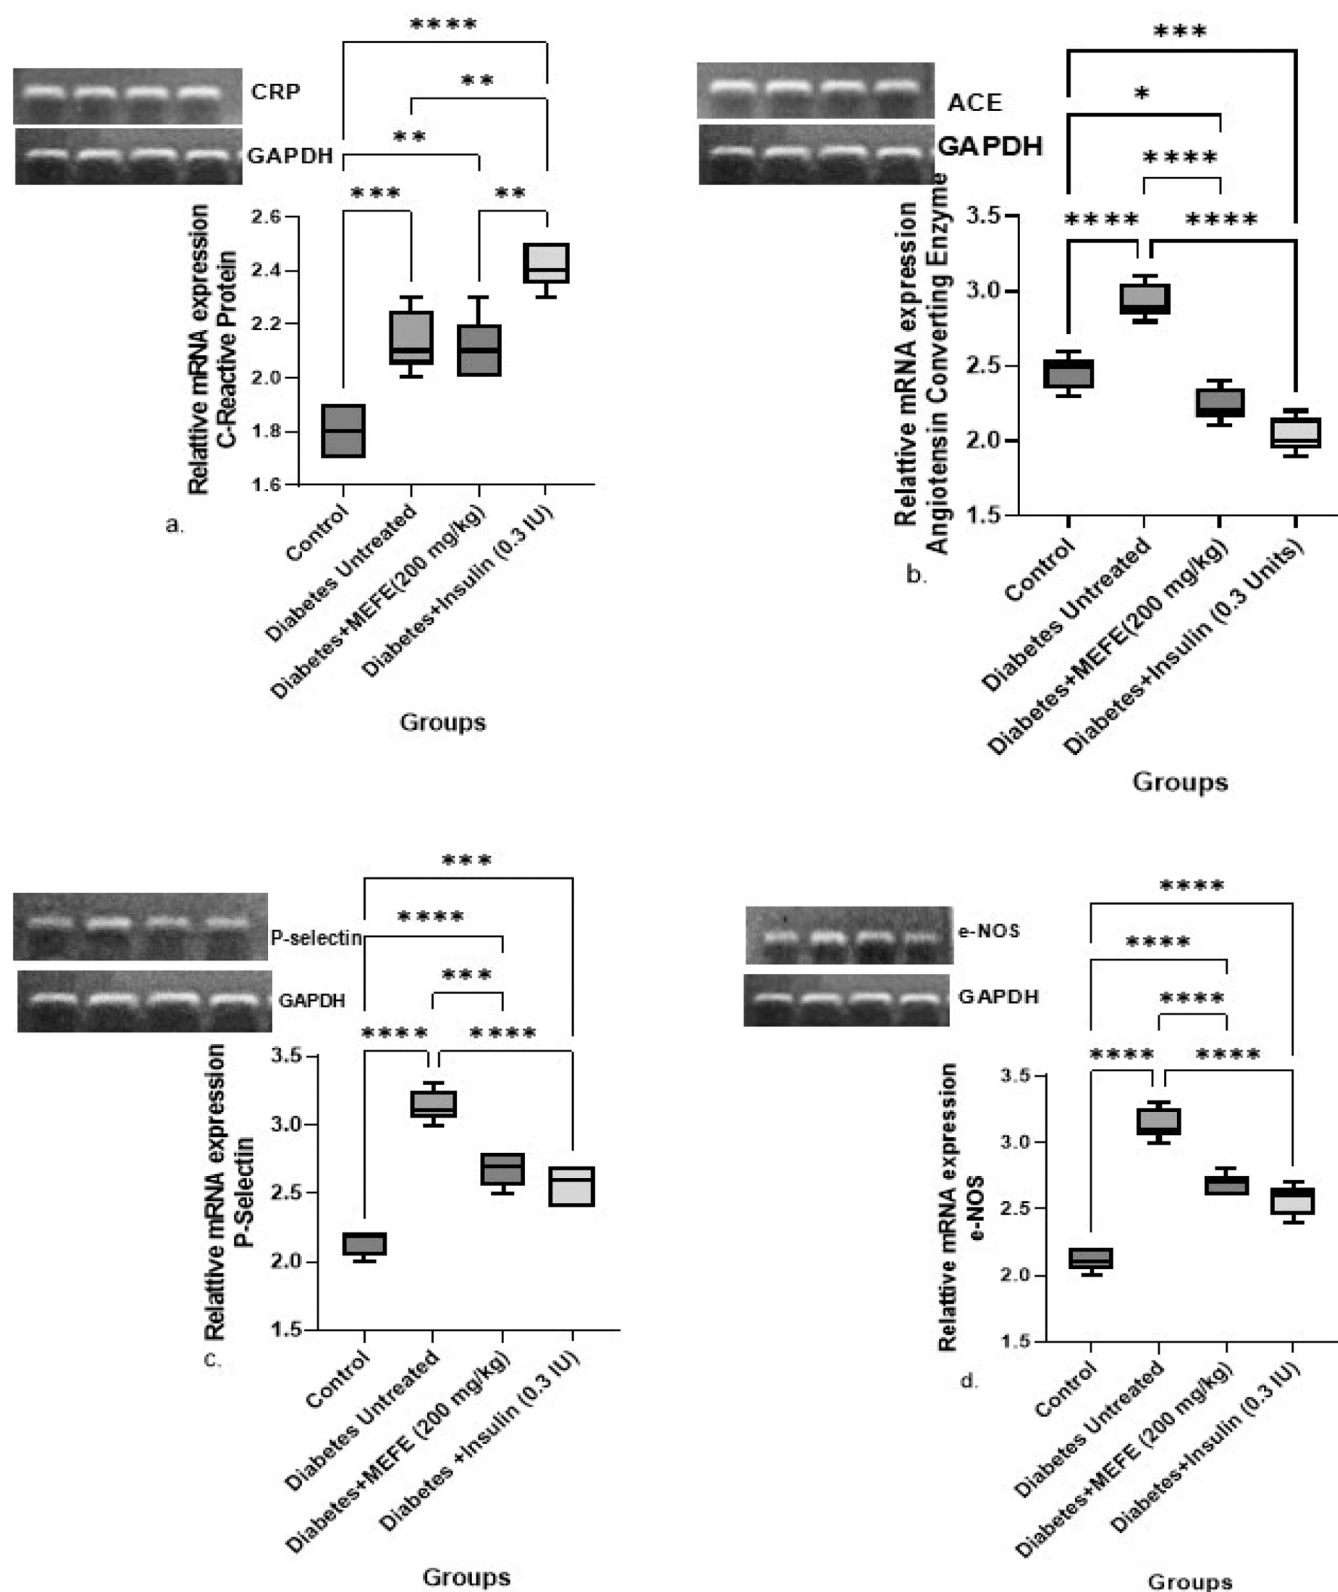 ****
**
**
***
**
CRP
GAPDH
Relattive mRNA expression
C-Reactive Protein
2.6
2.4
2.2
2.0
1.8
1.6
a.
Control
Diabetes Untreated
Diabetes+MEFE(200 mg/kg)
Diabetes+Insulin (0.3 IU)
Groups
***
*
****
****
****
ACE
GAPDH
Relattive mRNA expression
Angiotensin Converting Enzyme
3.5
3.0
2.5
2.0
1.5
b.
Control
Diabetes Untreated
Diabetes+MEFE(200 mg/kg)
Diabetes+Insulin (0.3 Units)
Groups
***
****
***
****
****
P-selectin
GAPDH
Relattive mRNA expression
P-Selectin
3.5
3.0
2.5
2.0
1.5
c.
Control
Diabetes Untreated
Diabetes+MEFE (200 mg/kg)
Diabetes +Insulin (0.3 IU)
Groups
****
****
****
****
****
e-NOS
GAPDH
Relattive mRNA expression
e-NOS
3.5
3.0
2.5
2.0
1.5
d.
Control
Diabetes Untreated
Diabetes+MEFE (200 mg/kg)
Diabetes+Insulin (0.3 IU)
Groups